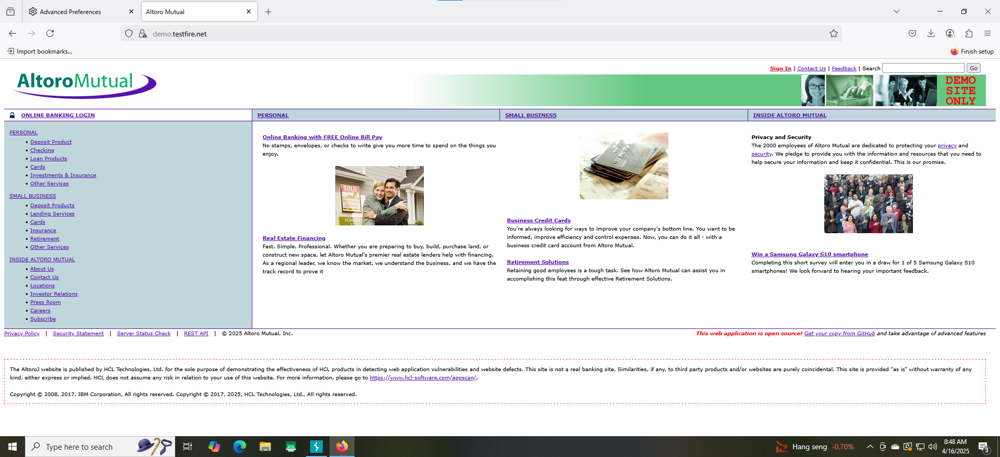 Advanced Preferences
Altoro Mutual
demo.testfire.net
Import bookmarks...
Finish setup
Sign In | Contact Us | Feedback | Search Go
AltoroMutual
DEMO
SITE
ONLY
ONLINE BANKING LOGIN
PERSONAL
SMALL BUSINESS
INSIDE ALTORO MUTUAL
PERSONAL
Deposit Product
Checking
Loan Products
Cards
Investments & Insurance
Other Services
SMALL BUSINESS
Deposit Products
Lending Services
Cards
Insurance
Retirement
Other Services
INSIDE ALTORO MUTUAL
About Us
Contact Us
Locations
Investor Relations
Press Room
Careers
Subscribe
Online Banking with FREE Online Bill Pay
No stamps, envelopes, or checks to write give you more time to spend on the things you
enjoy.
SOLD
HOMESITE
Real Estate Financing
Fast. Simple. Professional. Whether you are preparing to buy, build, purchase land, or
construct new space, let Altoro Mutual's premier real estate lenders help with financing.
As a regional leader, we know the market, we understand the business, and we have the
track record to prove it
Business Credit Cards
You're always looking for ways to improve your company's bottom line. You want to be
informed, improve efficiency and control expenses. Now, you can do it all - with a
business credit card account from Altoro Mutual.
Retirement Solutions
Retaining good employees is a tough task. See how Altoro Mutual can assist you in
accomplishing this feat through effective Retirement Solutions.
Privacy and Security
The 2000 employees of Altoro Mutual are dedicated to protecting your privacy and
security. We pledge to provide you with the information and resources that you need to
help secure your information and keep it confidential. This is our promise.
Win a Samsung Galaxy S10 smartphone
Completing this short survey will enter you in a draw for 1 of 5 Samsung Galaxy S10
smartphones! We look forward to hearing your important feedback.
Privacy Policy | Security Statement | Server Status Check | REST API | © 2025 Altoro Mutual, Inc.
This web application is open source! Get your copy from GitHub and take advantage of advanced features
The AltoroJ website is published by HCL Technologies, Ltd. for the sole purpose of demonstrating the effectiveness of HCL products in detecting web application vulnerabilities and website defects. This site is not a real banking site. Similarities, if any, to third party products and/or websites are purely coincidental. This site is provided "as is" without warranty of any
kind, either express or implied. HCL does not assume any risk in relation to your use of this website. For more information, please go to https://www.hcl-software.com/appscan/.
Copyright © 2008, 2017, IBM Corporation, All rights reserved. Copyright © 2017, 2025, HCL Technologies, Ltd., All rights reserved.
Type here to search
Hang seng -0,70%
8:48 AM
4/16/2025
3